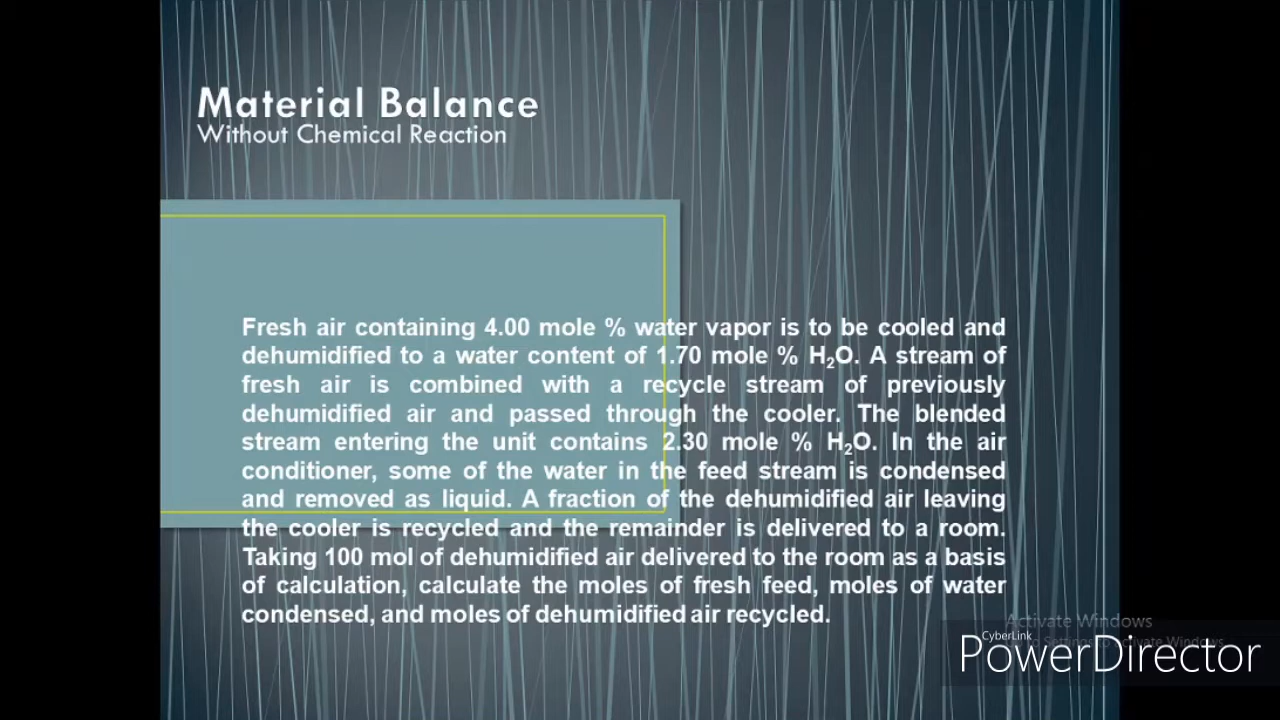 Material Balance
Without Chemical Reaction
Fresh air containing 4.00 mole % water vapor is to be cooled and
dehumidified to a water content of 1.70 mole % H₂O. A stream of
fresh air is combined with a recycle stream of previously
dehumidified air and passed through the cooler. The blended
stream entering the unit contains 2.30 mole % H₂O. In the air
conditioner, some of the water in the feed stream is condensed
and removed as liquid. A fraction of the dehumidified air leaving
the cooler is recycled and the remainder is delivered to a room.
Taking 100 mol of dehumidified air delivered to the room as a basis
of calculation, calculate the moles of fresh feed, moles of water
condensed, and moles of dehumidified air recycled.
Activate Windows
to Settings to activate Windows.
CyberLink
PowerDirector